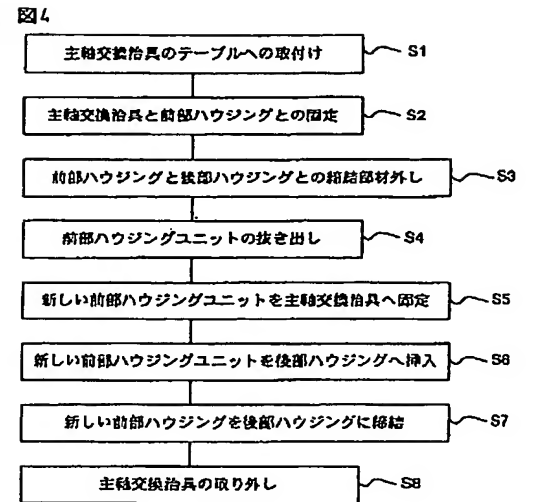 図4
主軸交換治具のテーブルへの取付け S1
主軸交換治具と前部ハウジングとの固定 S2
前部ハウジングと後部ハウジングとの締結部材外し S3
前部ハウジングユニットの抜き出し S4
新しい前部ハウジングユニットを主軸交換治具へ固定 S5
新しい前部ハウジングユニットを後部ハウジングへ挿入 S6
新しい前部ハウジングを後部ハウジングに締結 S7
主軸交換治具の取り外し S8